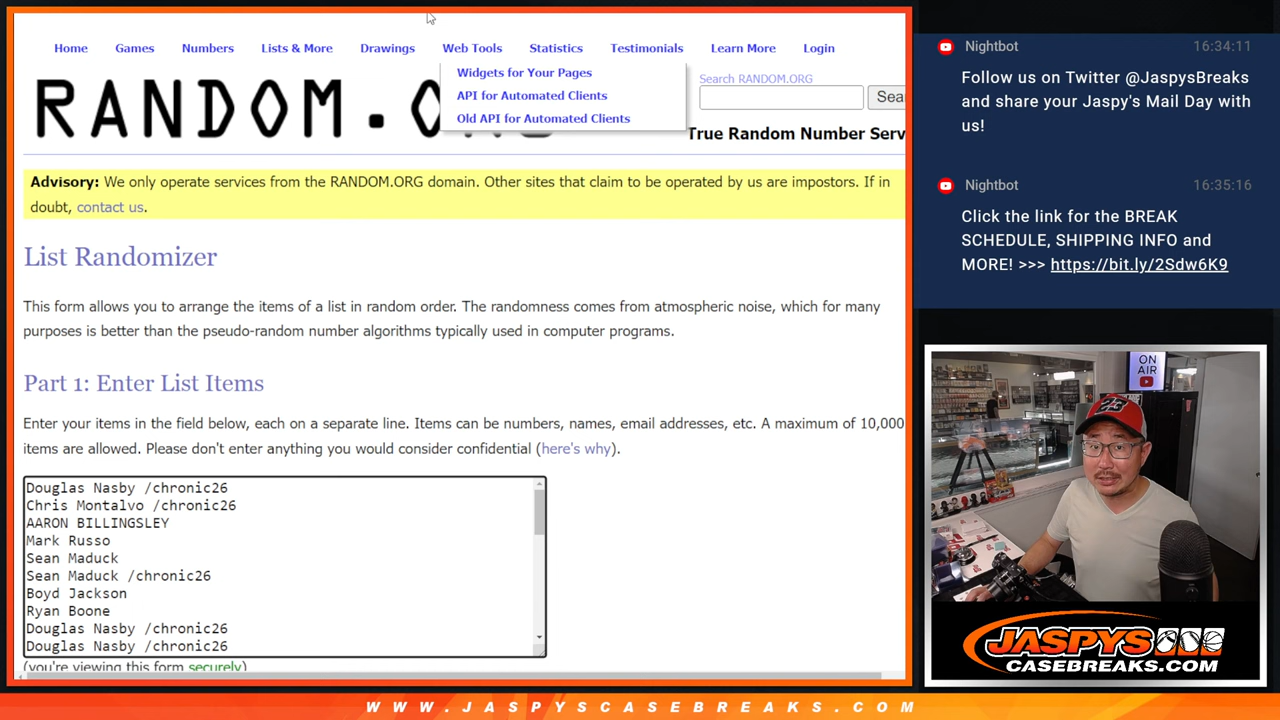 Home Games Numbers Lists & More Drawings Web Tools Statistics Testimonials Learn More Login
Widgets for Your Pages
API for Automated Clients
Old API for Automated Clients
Search RANDOM.ORG
RANDOM.O
Sea
True Random Number Serv
Advisory: We only operate services from the RANDOM.ORG domain. Other sites that claim to be operated by us are impostors. If in
doubt, contact us.
List Randomizer
This form allows you to arrange the items of a list in random order. The randomness comes from atmospheric noise, which for many
purposes is better than the pseudo-random number algorithms typically used in computer programs.
Part 1: Enter List Items
Enter your items in the field below, each on a separate line. Items can be numbers, names, email addresses, etc. A maximum of 10,000
items are allowed. Please don't enter anything you would consider confidential (here's why).
Douglas Nasby /chronic26
Chris Montalvo /chronic26
AARON BILLINGSLEY
Mark Russo
Sean Maduck
Sean Maduck /chronic26
Boyd Jackson
Ryan Boone
Douglas Nasby /chronic26
Douglas Nasby /chronic26
(you're viewing this form securely)
Nightbot 16:34:11
Follow us on Twitter @JaspysBreaks
and share your Jaspy's Mail Day with
us!
Nightbot 16:35:16
Click the link for the BREAK
SCHEDULE, SHIPPING INFO and
MORE! >>> https://bit.ly/2Sdw6K9
ON
AIR
23
JASPYS
CASEBREAKS.COM
WWW.JASPYSCASEBREAKS.COM